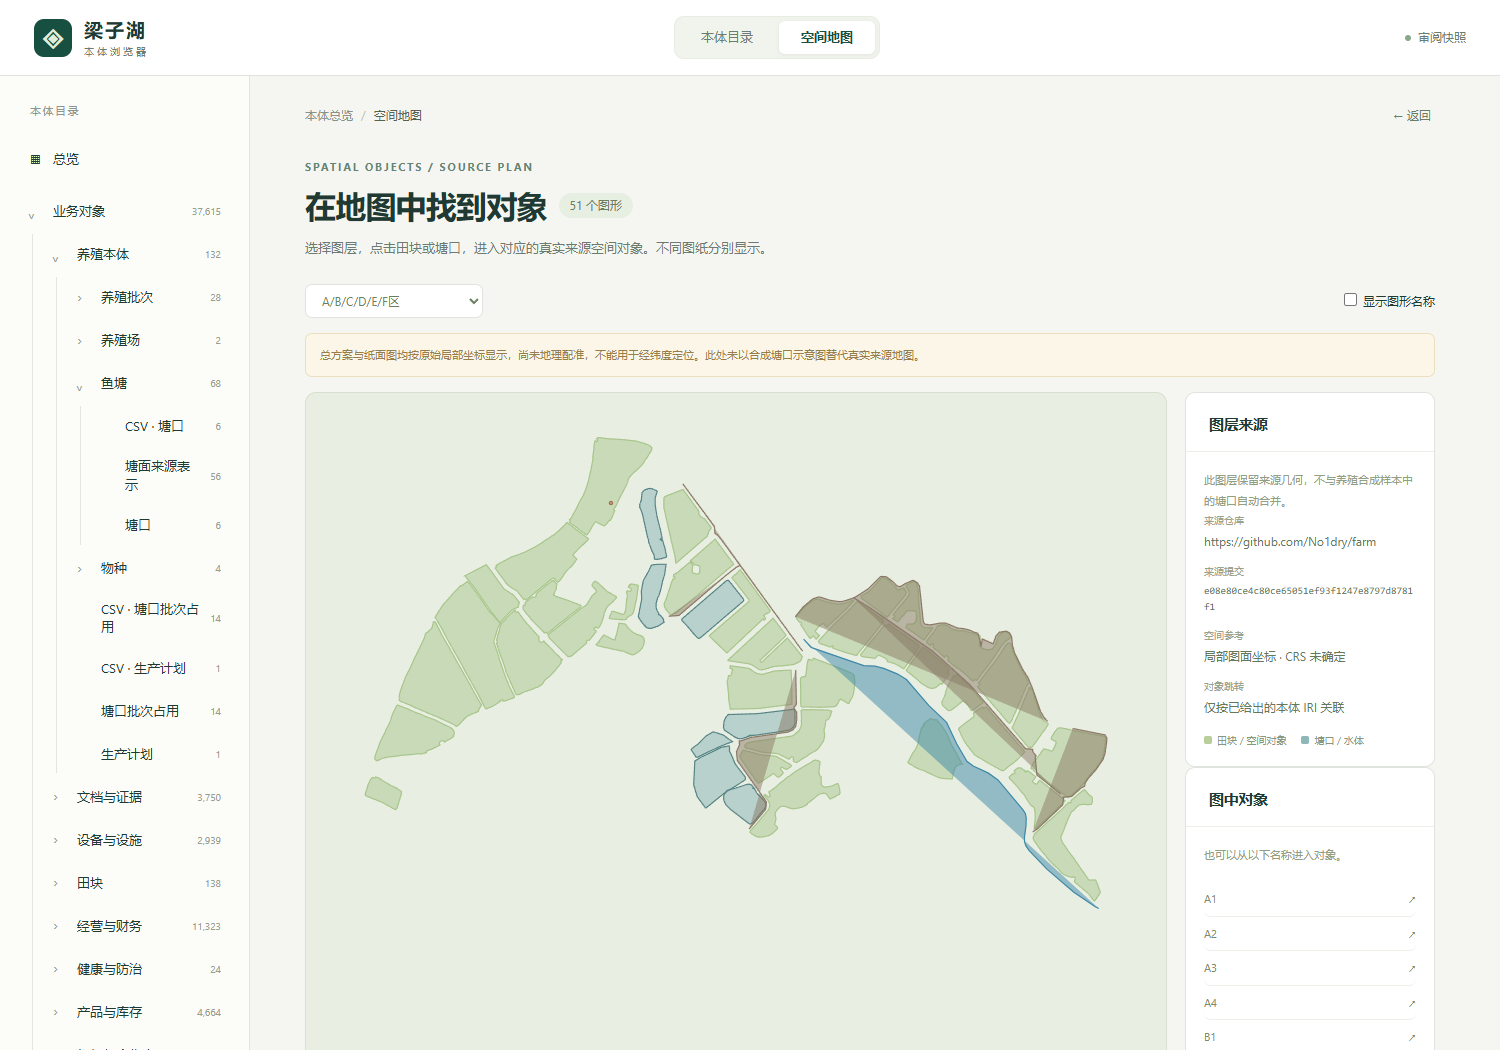 梁子湖
本体浏览器
本体目录
空间地图
审阅快照
本体目录
总览
业务对象 37,615
养殖本体 132
养殖批次 28
养殖场 2
鱼塘 68
CSV · 塘口 6
塘面来源表
示 56
塘口 6
物种 4
CSV · 塘口批次占
用 14
CSV · 生产计划 1
塘口批次占用 14
生产计划 1
文档与证据 3,750
设备与设施 2,939
田块 138
经营与财务 11,323
健康与防治 24
产品与库存 4,664
本体总览 / 空间地图
← 返回
SPATIAL OBJECTS / SOURCE PLAN
在地图中找到对象 51 个图形
选择图层，点击田块或塘口，进入对应的真实来源空间对象。不同图纸分别显示。
A/B/C/D/E/F区
显示图形名称
总方案与纸面图均按原始局部坐标显示，尚未地理配准，不能用于经纬度定位。此处未以合成塘口示意图替代真实来源地图。
图层来源
此图层保留来源几何，不与养殖合成样本中
的塘口自动合并。
来源仓库
https://github.com/No1dry/farm
来源提交
e08e80ce4c80ce65051ef93f1247e8797d8781
f1
空间参考
局部图面坐标 · CRS 未确定
对象跳转
仅按已给出的本体 IRI 关联
田块 / 空间对象 塘口 / 水体
图中对象
也可以从以下名称进入对象。
A1 ↗
A2 ↗
A3 ↗
A4 ↗
B1 ↗